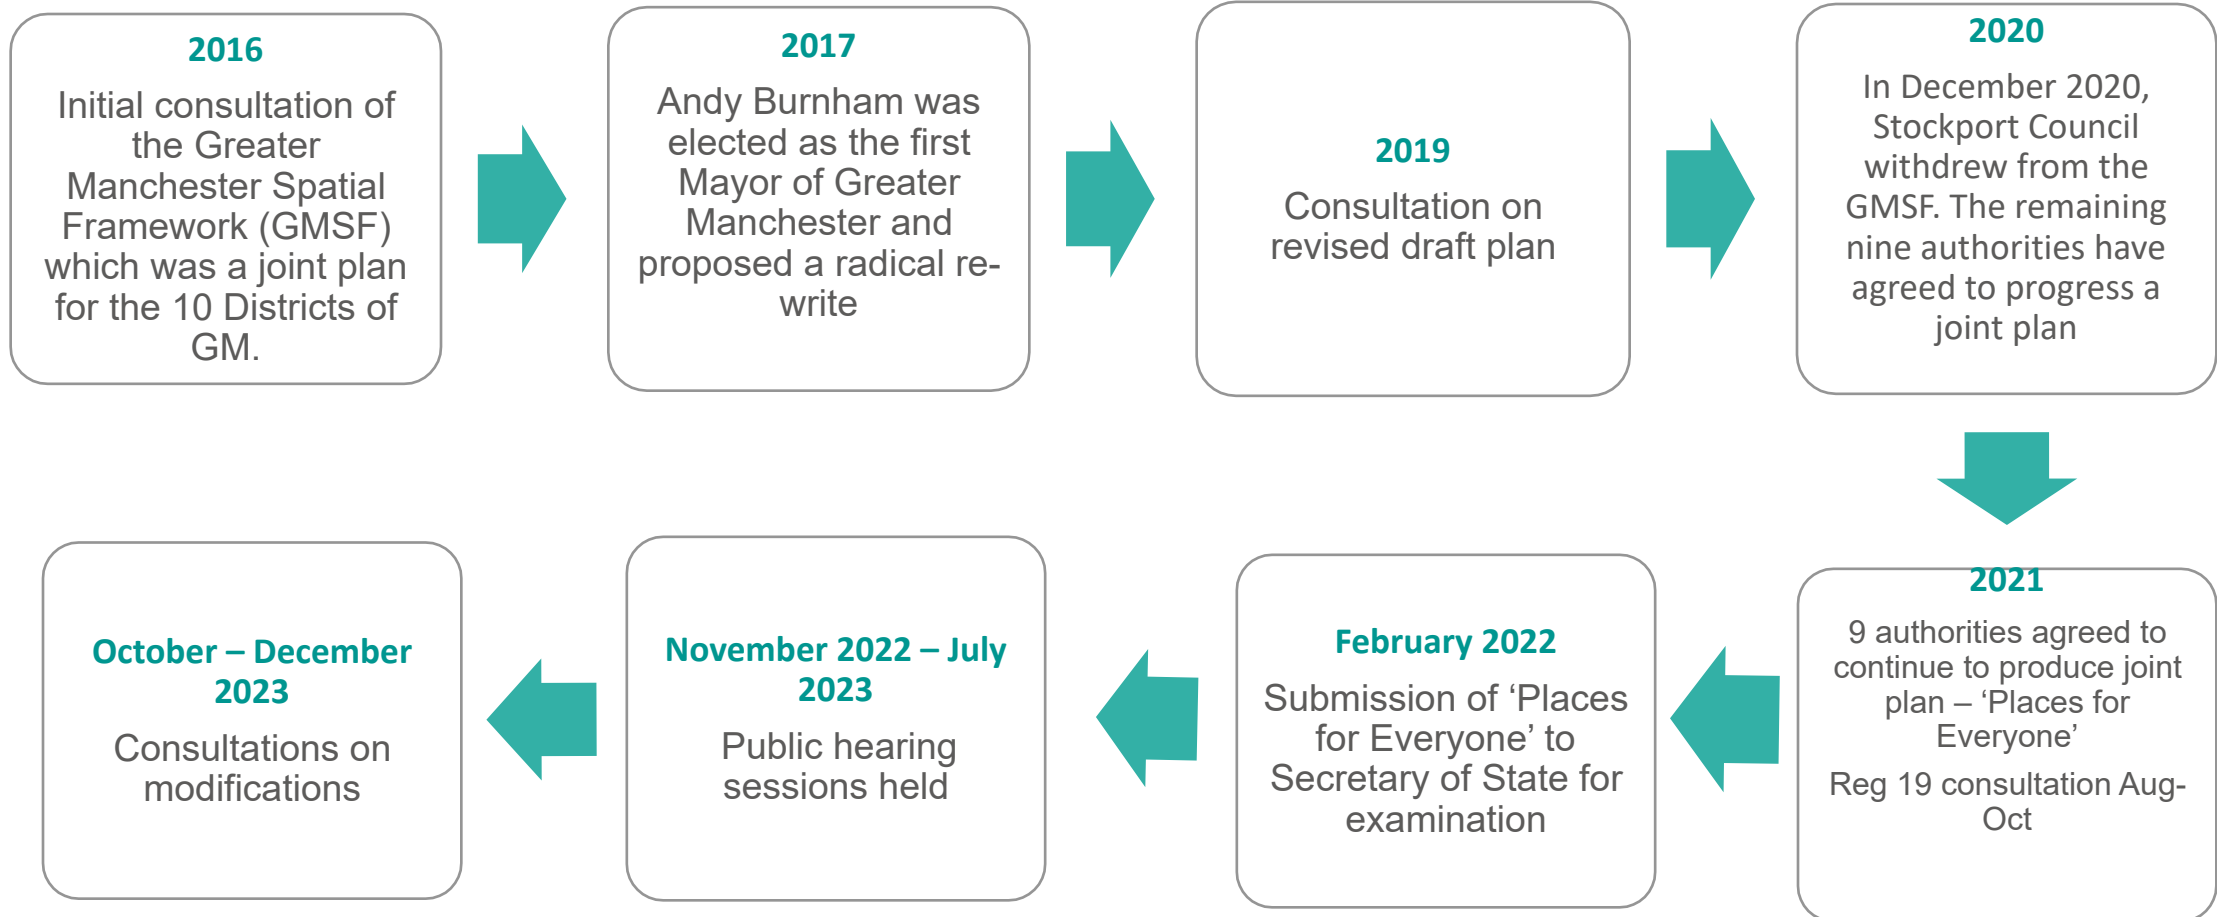 2016
Initial consultation of
the Greater
Manchester Spatial
Framework (GMSF)
which was a joint plan
for the 10 Districts of
GM.
2017
Andy Burnham was
elected as the first
Mayor of Greater
Manchester and
proposed a radical re-
write
2019
Consultation on
revised draft plan
2020
In December 2020,
Stockport Council
withdrew from the
GMSF. The remaining
nine authorities have
agreed to progress a
joint plan
2021
9 authorities agreed to
continue to produce joint
plan – ‘Places for
Everyone’
Reg 19 consultation Aug-
Oct
February 2022
Submission of ‘Places
for Everyone’ to
Secretary of State for
examination
November 2022 – July
2023
Public hearing
sessions held
October – December
2023
Consultations on
modifications